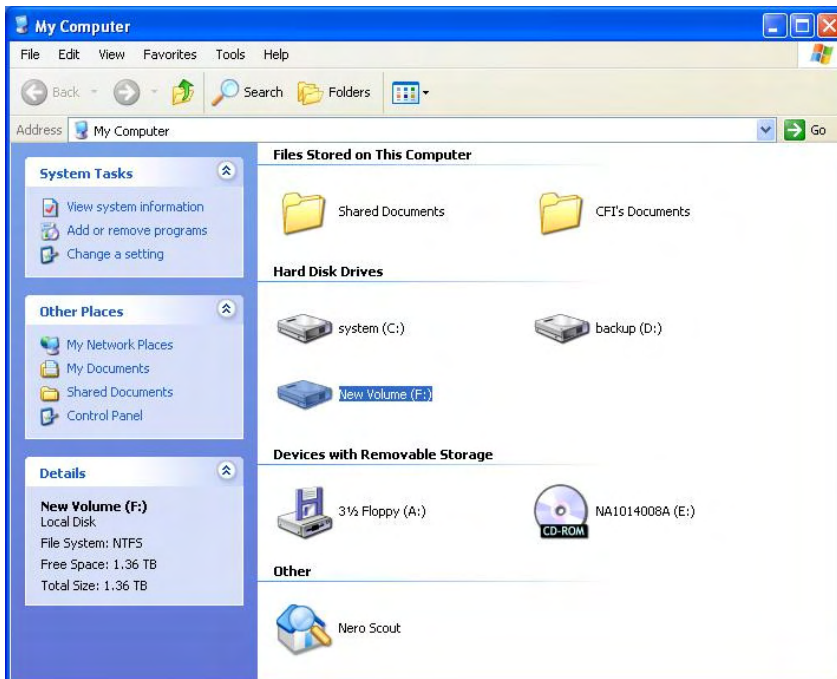 My Computer
File Edit View Favorites Tools Help
Back Search Folders
Address My Computer Go
System Tasks
View system information
Add or remove programs
Change a setting
Other Places
My Network Places
My Documents
Shared Documents
Control Panel
Details
New Volume (F:)
Local Disk
File System: NTFS
Free Space: 1.36 TB
Total Size: 1.36 TB
Files Stored on This Computer
Shared Documents CFI's Documents
Hard Disk Drives
system (C:) backup (D:)
New Volume (F:)
Devices with Removable Storage
3½ Floppy (A:) NA1014008A (E:)
CD-ROM
Other
Nero Scout